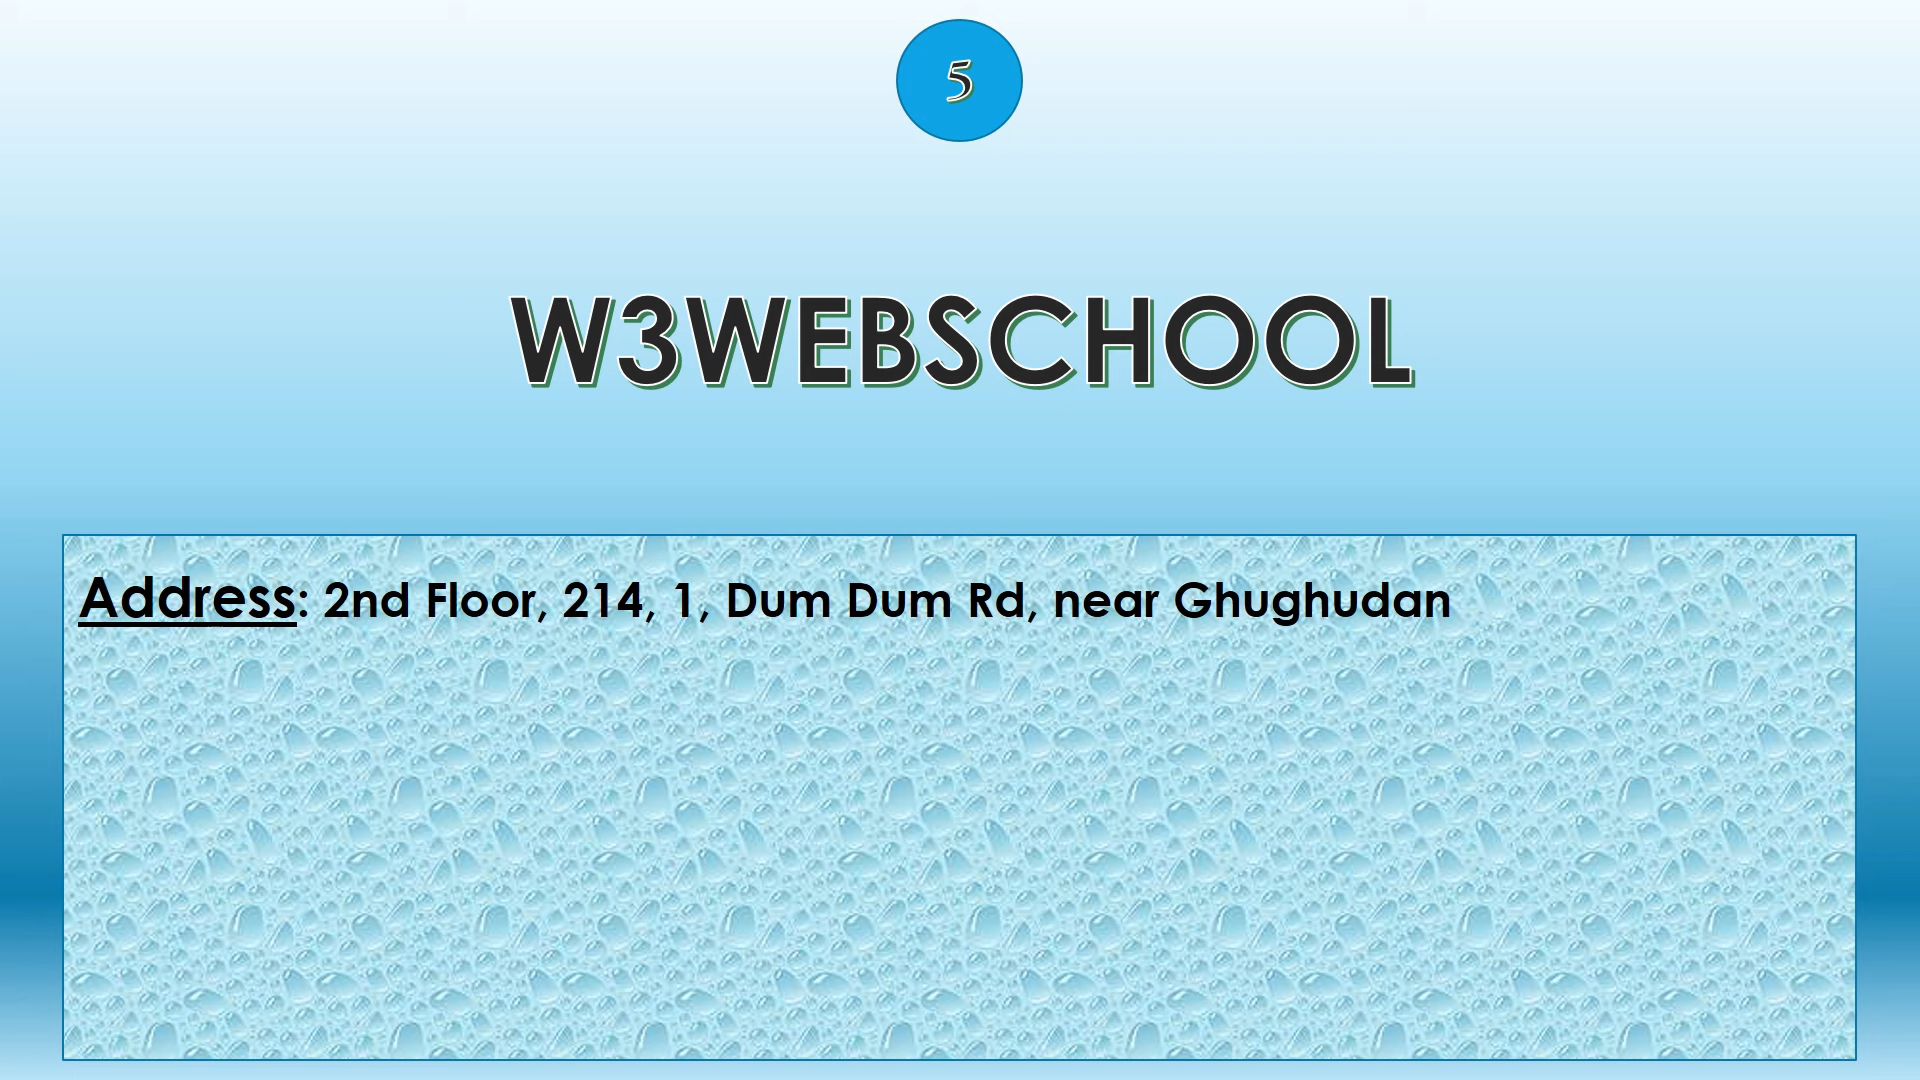 5
W3WEBSCHOOL
Address: 2nd Floor, 214, 1, Dum Dum Rd, near Ghughudan